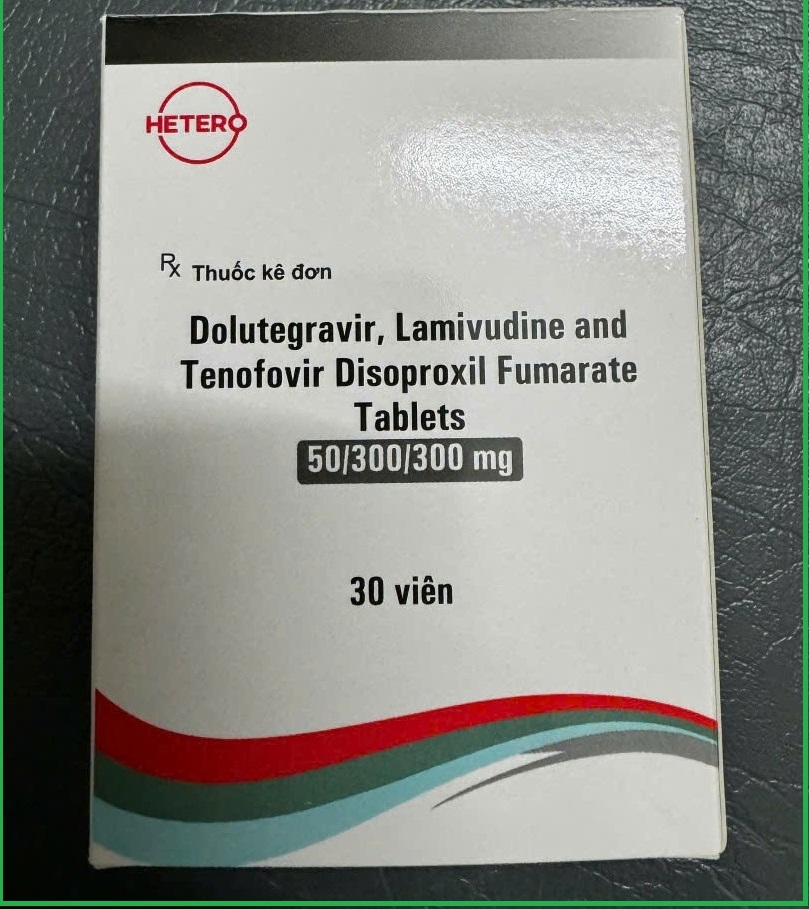 HETERO
Rx Thuốc kê đơn
Dolutegravir, Lamivudine and
Tenofovir Disoproxil Fumarate
Tablets
50/300/300 mg
30 viên